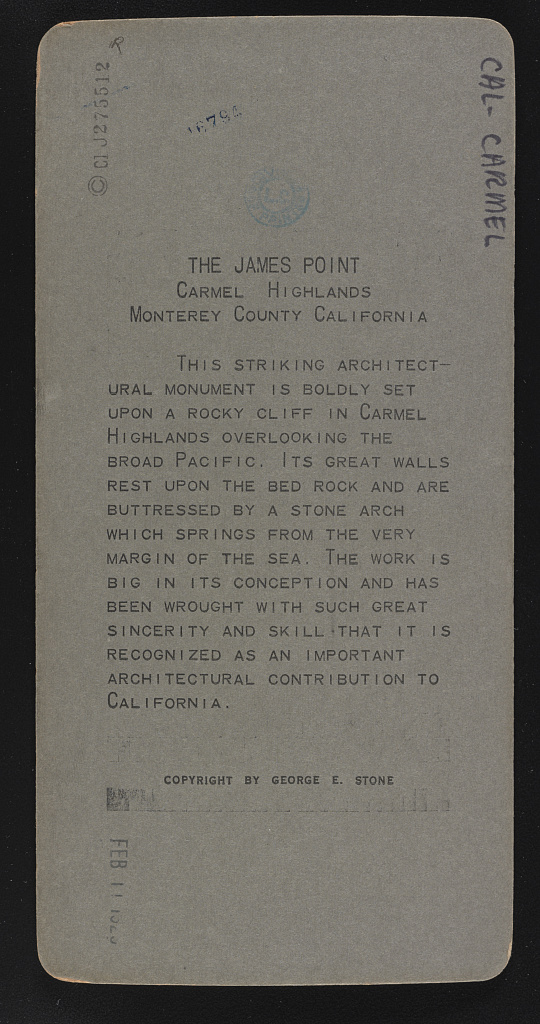 © CI J275512
R
CAL- CARMEL
THE JAMES POINT
CARMEL HIGHLANDS
MONTEREY COUNTY CALIFORNIA
THIS STRIKING ARCHITECT-
URAL MONUMENT IS BOLDLY SET
UPON A ROCKY CLIFF IN CARMEL
HIGHLANDS OVERLOOKING THE
BROAD PACIFIC. ITS GREAT WALLS
REST UPON THE BED ROCK AND ARE
BUTTRESSED BY A STONE ARCH
WHICH SPRINGS FROM THE VERY
MARGIN OF THE SEA. THE WORK IS
BIG IN ITS CONCEPTION AND HAS
BEEN WROUGHT WITH SUCH GREAT
SINCERITY AND SKILL THAT IT IS
RECOGNIZED AS AN IMPORTANT
ARCHITECTURAL CONTRIBUTION TO
CALIFORNIA.
COPYRIGHT BY GEORGE E. STONE
FEB 11